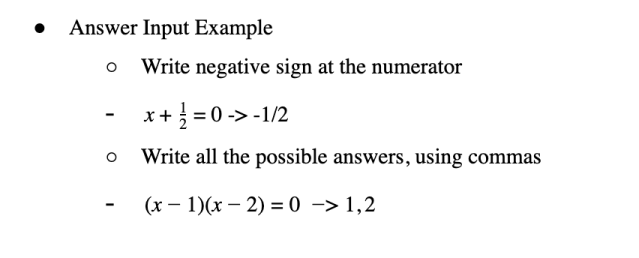 ● Answer Input Example
○ Write negative sign at the numerator
- x + 1/2 = 0 -> -1/2
○ Write all the possible answers, using commas
- (x − 1)(x − 2) = 0 −> 1,2